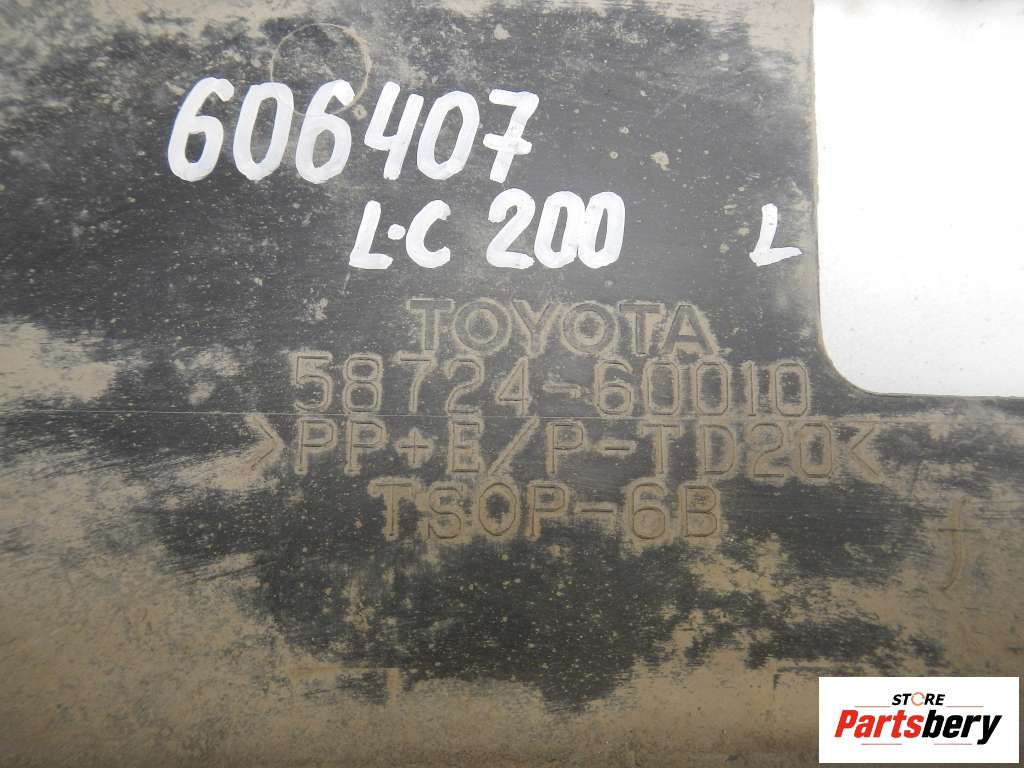 606407
L·C 200 L
TOYOTA
58724-60010
>PP+E/P-TD20<
TSOP-6B
STORE
Partsbery